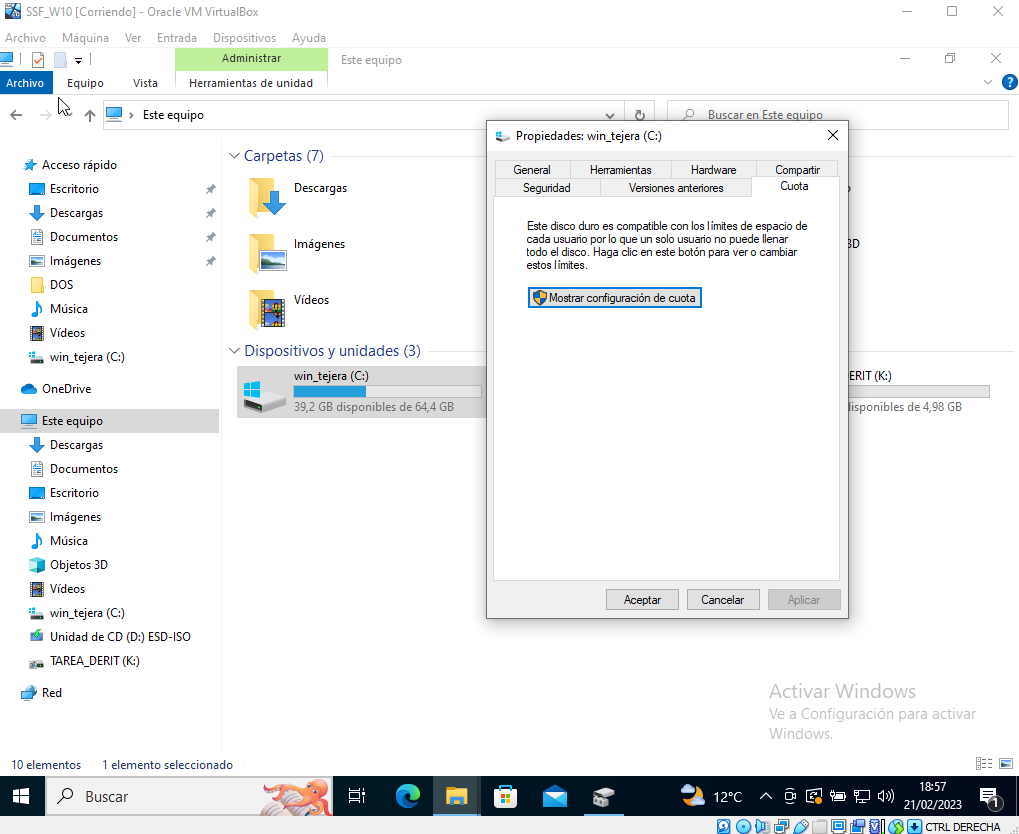 SSF_W10 [Corriendo] - Oracle VM VirtualBox
Archivo Máquina Ver Entrada Dispositivos Ayuda
Administrar Este equipo
Archivo Equipo Vista Herramientas de unidad
Este equipo Buscar en Este equipo
Acceso rápido
Escritorio
Descargas
Documentos
Imágenes
DOS
Música
Vídeos
win_tejera (C:)
OneDrive
Este equipo
Descargas
Documentos
Escritorio
Imágenes
Música
Objetos 3D
Vídeos
win_tejera (C:)
Unidad de CD (D:) ESD-ISO
TAREA_DERIT (K:)
Red
Carpetas (7)
Descargas
Imágenes
Vídeos
Dispositivos y unidades (3)
win_tejera (C:)
39,2 GB disponibles de 64,4 GB
ERIT (K:)
disponibles de 4,98 GB
Propiedades: win_tejera (C:)
General Herramientas Hardware Compartir
Seguridad Versiones anteriores Cuota
Este disco duro es compatible con los límites de espacio de
cada usuario por lo que un solo usuario no puede llenar
todo el disco. Haga clic en este botón para ver o cambiar
estos límites.
Mostrar configuración de cuota
Aceptar Cancelar Aplicar
Activar Windows
Ve a Configuración para activar
Windows.
10 elementos 1 elemento seleccionado
Buscar
12°C
18:57
21/02/2023
1
CTRL DERECHA